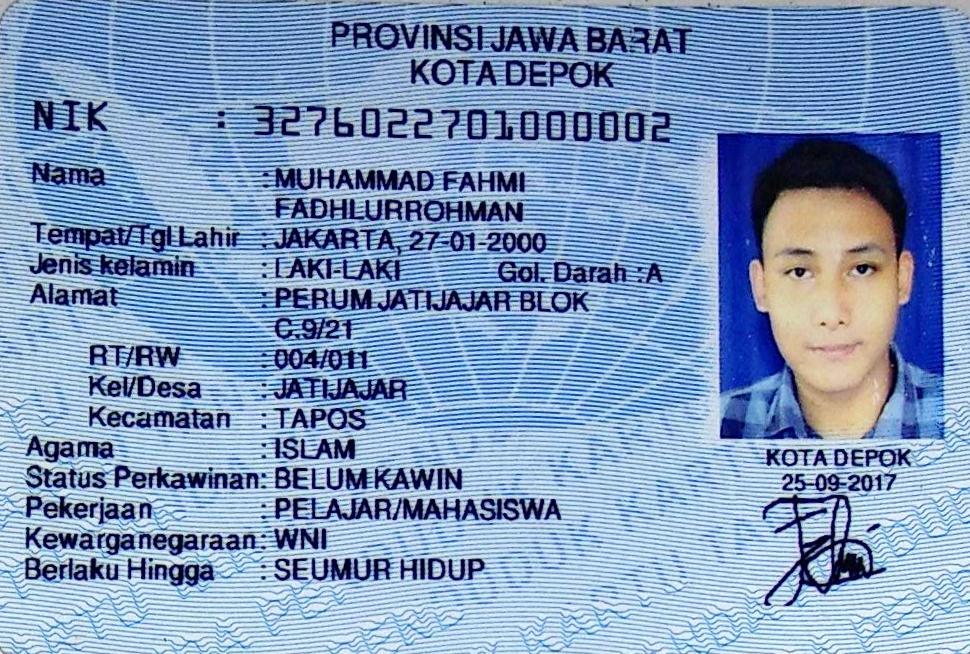 PROVINSI JAWA BARAT
KOTA DEPOK
NIK : 3276022701000002
Nama : MUHAMMAD FAHMI
FADHLURROHMAN
Tempat/Tgl Lahir : JAKARTA, 27-01-2000
Jenis kelamin : LAKI-LAKI Gol. Darah : A
Alamat : PERUM JATIJAJAR BLOK
C.9/21
RT/RW : 004/011
Kel/Desa : JATIJAJAR
Kecamatan : TAPOS
Agama : ISLAM
Status Perkawinan: BELUM KAWIN
Pekerjaan : PELAJAR/MAHASISWA
Kewarganegaraan: WNI
Berlaku Hingga : SEUMUR HIDUP
KOTA DEPOK
25-09-2017